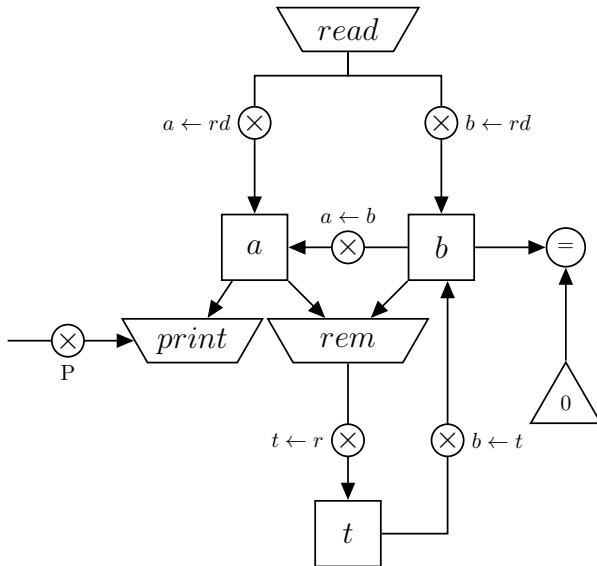 read
a ← rd
b ← rd
a ← b
a
b
=
print
rem
P
0
t ← r
b ← t
t